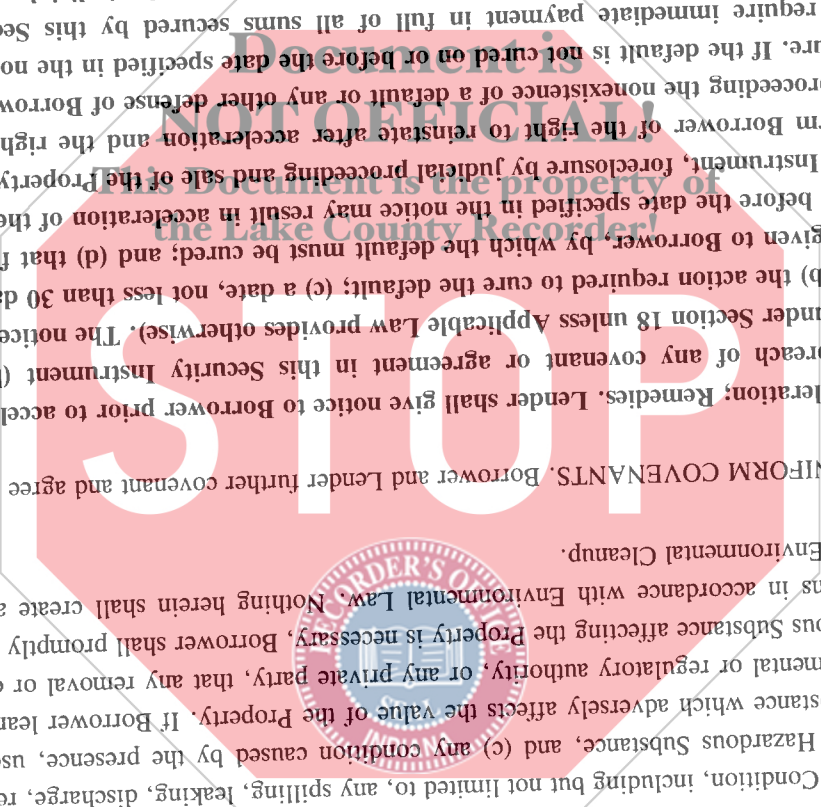 Condition, including but not limited to, any spilling, leaking, discharge, re
Hazardous Substance, and (c) any condition caused by the presence, use
stance which adversely affects the value of the Property. If Borrower lear
mental or regulatory authority, or any private party, that any removal or
ous Substance affecting the Property is necessary, Borrower shall promptly
ns in accordance with Environmental Law. Nothing herein shall create a
Environmental Cleanup.
NIFORM COVENANTS. Borrower and Lender further covenant and agree
leration; Remedies. Lender shall give notice to Borrower prior to accel
breach of any covenant or agreement in this Security Instrument (
under Section 18 unless Applicable Law provides otherwise). The notice
b) the action required to cure the default; (c) a date, not less than 30 da
given to Borrower, by which the default must be cured; and (d) that f
before the date specified in the notice may result in acceleration of the
Instrument, foreclosure by judicial proceeding and sale of the Property
rm Borrower of the right to reinstate after acceleration and the righ
roceeding the nonexistence of a default or any other defense of Borrow
ure. If the default is not cured on or before the date specified in the no
require immediate payment in full of all sums secured by this Sec
Document is
NOT OFFICIAL!
This Document is the property of
the Lake County Recorder!
STOP
RECORDER'S OFFICE
SEAL
INDIANA